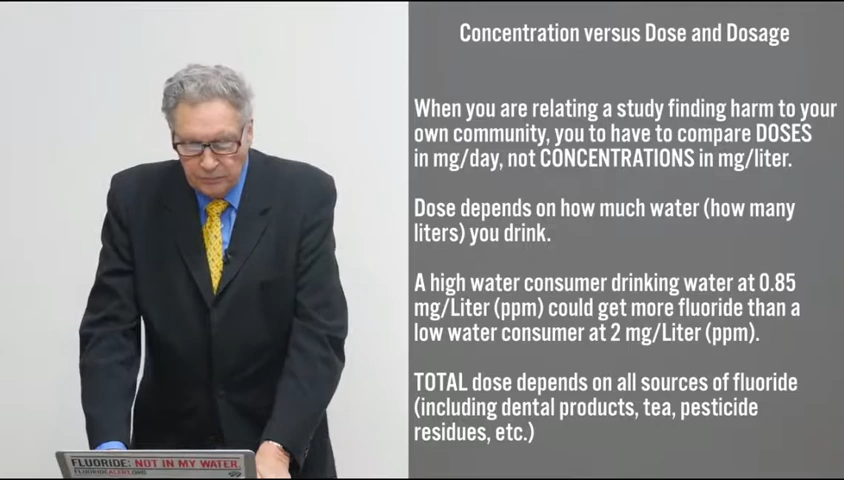 Concentration versus Dose and Dosage
When you are relating a study finding harm to your
own community, you to have to compare DOSES
in mg/day, not CONCENTRATIONS in mg/liter.
Dose depends on how much water (how many
liters) you drink.
A high water consumer drinking water at 0.85
mg/Liter (ppm) could get more fluoride than a
low water consumer at 2 mg/Liter (ppm).
TOTAL dose depends on all sources of fluoride
(including dental products, tea, pesticide
residues, etc.)
FLUORIDE: NOT IN MY WATER.
FLUORIDEALERT.ORG